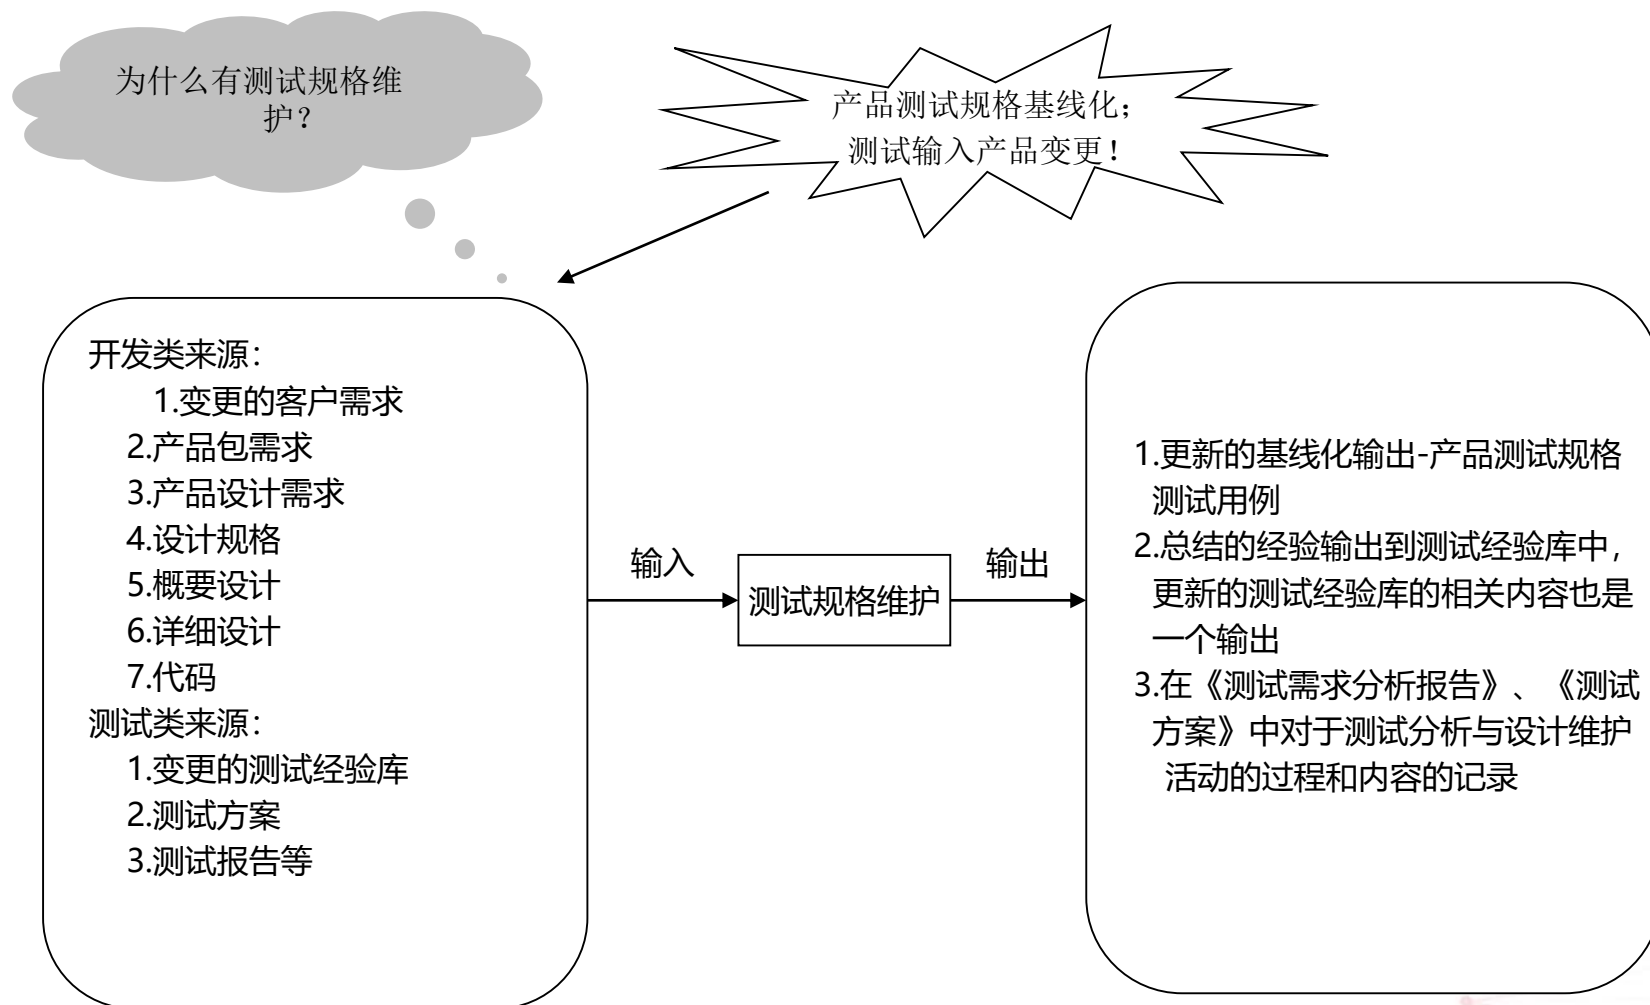 为什么有测试规格维
护？
产品测试规格基线化；
测试输入产品变更！
开发类来源：
1.变更的客户需求
2.产品包需求
3.产品设计需求
4.设计规格
5.概要设计
6.详细设计
7.代码
测试类来源：
1.变更的测试经验库
2.测试方案
3.测试报告等
输入
测试规格维护
输出
1.更新的基线化输出-产品测试规格
测试用例
2.总结的经验输出到测试经验库中，
更新的测试经验库的相关内容也是
一个输出
3.在《测试需求分析报告》、《测试
方案》中对于测试分析与设计维护
活动的过程和内容的记录